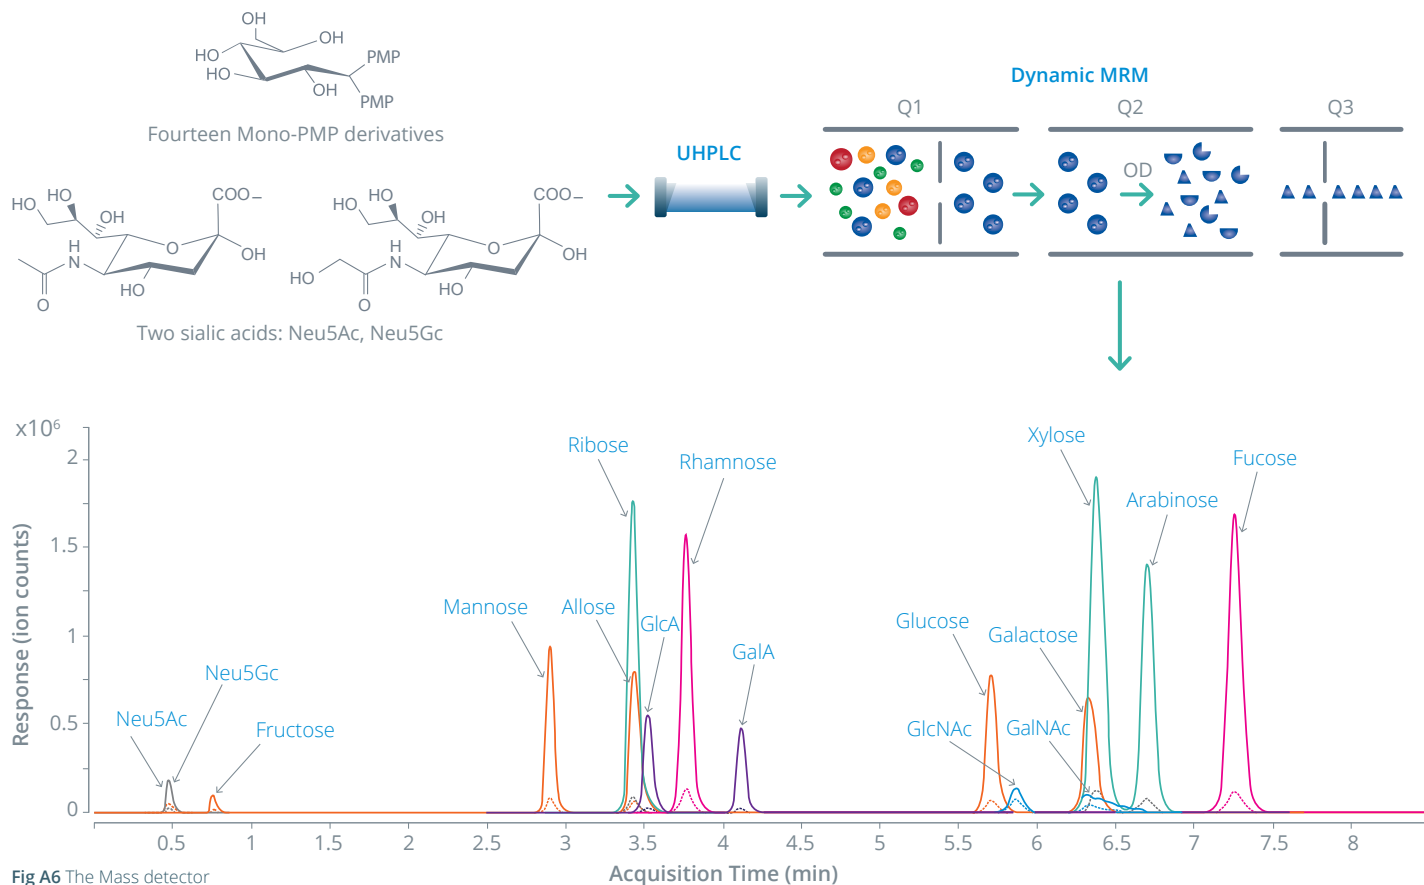 OH
OH
HO
HO
OH
PMP
PMP
Fourteen Mono-PMP derivatives
HO
HO
OH
COO–
O
OH
H
N
O
HO
HO
HO
OH
COO–
O
OH
HO
H
N
O
HO
Two sialic acids: Neu5Ac, Neu5Gc
UHPLC
Dynamic MRM
Q1
Q2
Q3
OD
x10⁶
2
1.5
1
0.5
0
Response (ion counts)
Neu5Ac
Neu5Gc
Fructose
Mannose
Ribose
Allose
GlcA
Rhamnose
GalA
Glucose
GlcNAc
Galactose
GalNAc
Xylose
Arabinose
Fucose
0.5 1 1.5 2 2.5 3 3.5 4 4.5 5 5.5 6 6.5 7 7.5 8
Acquisition Time (min)
Fig A6 The Mass detector